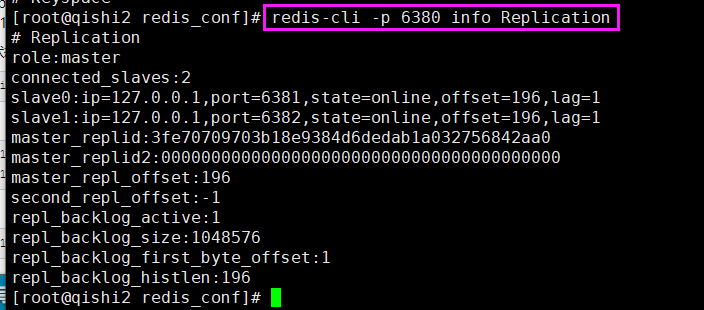 # Keyspace
[root@qishi2 redis_conf]# redis-cli -p 6380 info Replication
# Replication
role:master
connected_slaves:2
slave0:ip=127.0.0.1,port=6381,state=online,offset=196,lag=1
slave1:ip=127.0.0.1,port=6382,state=online,offset=196,lag=1
master_replid:3fe70709703b18e9384d6dedab1a032756842aa0
master_replid2:0000000000000000000000000000000000000000
master_repl_offset:196
second_repl_offset:-1
repl_backlog_active:1
repl_backlog_size:1048576
repl_backlog_first_byte_offset:1
repl_backlog_histlen:196
[root@qishi2 redis_conf]#